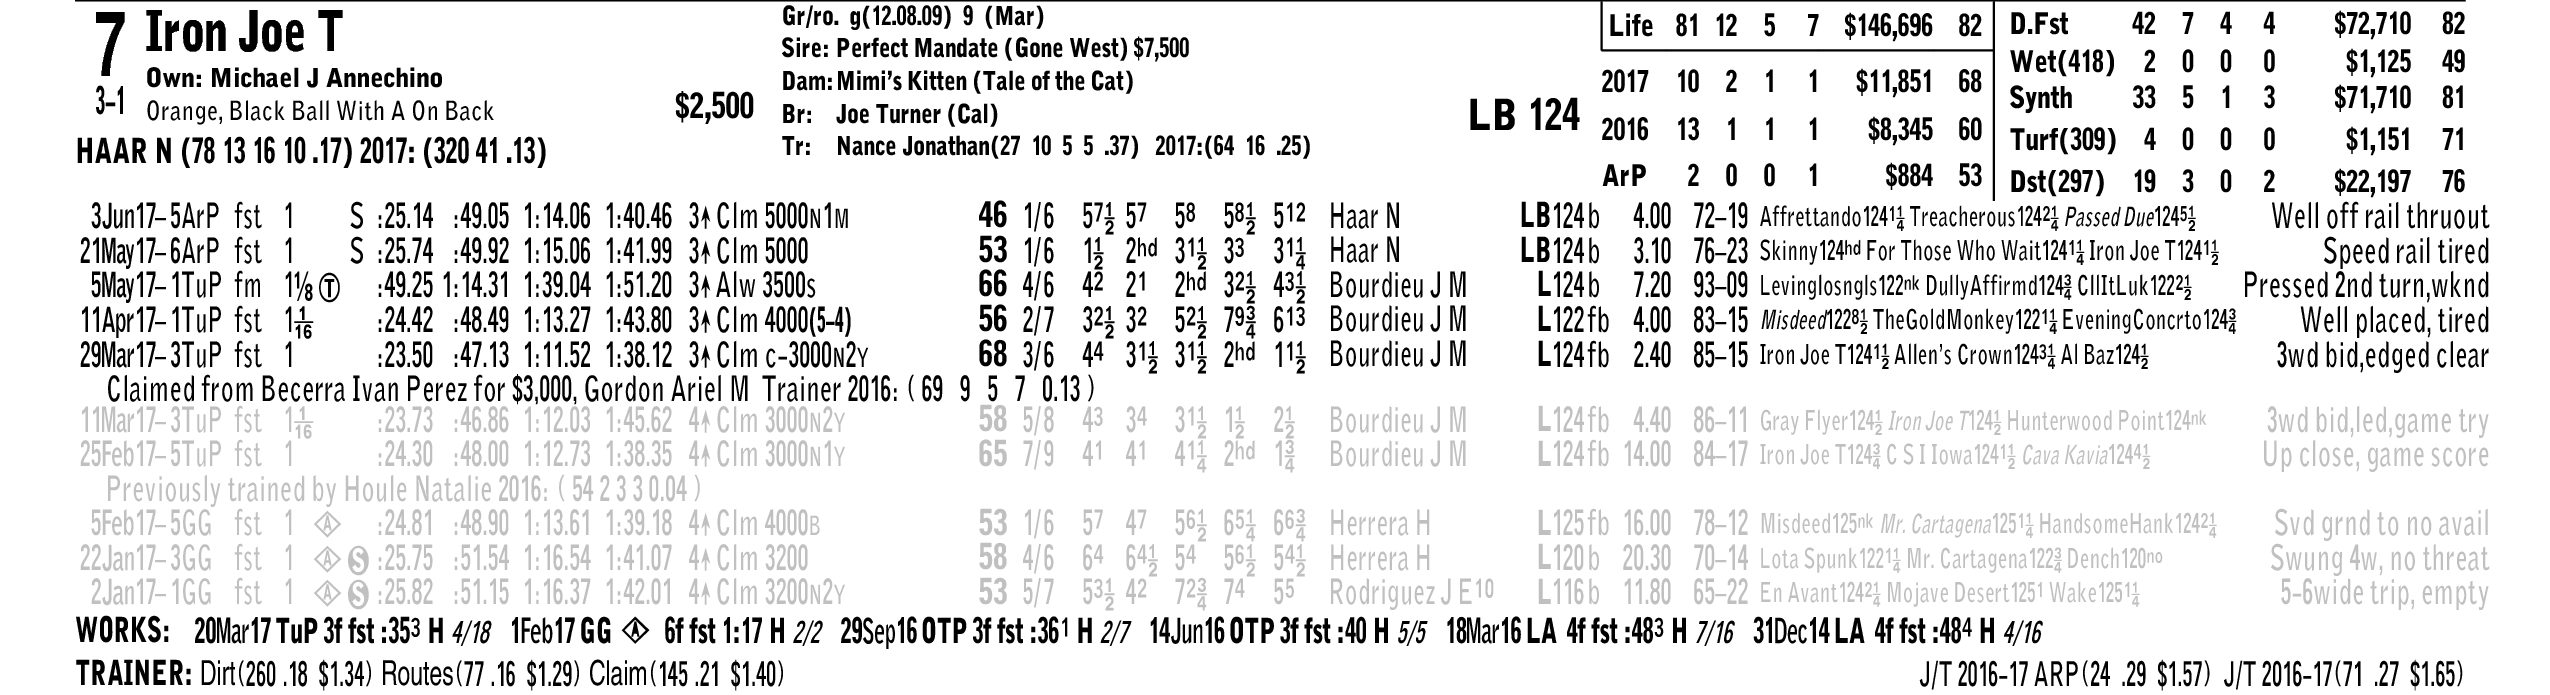 7 Iron Joe T
Own: Michael J Annechino
3–1 Orange, Black Ball With A On Back $2,500
HAAR N (78 13 16 10 .17) 2017: (320 41 .13)
Gr/ro. g(12.08.09) 9 (Mar)
Sire: Perfect Mandate (Gone West) $7,500
Dam: Mimi's Kitten (Tale of the Cat)
Br: Joe Turner (Cal)
Tr: Nance Jonathan(27 10 5 5 .37) 2017:(64 16 .25)
LB 124
Life 81 12 5 7 $146,696 82
2017 10 2 1 1 $11,851 68
2016 13 1 1 1 $8,345 60
ArP 2 0 0 1 $884 53
D.Fst 42 7 4 4 $72,710 82
Wet(418) 2 0 0 0 $1,125 49
Synth 33 5 1 3 $71,710 81
Turf(309) 4 0 0 0 $1,151 71
Dst(297) 19 3 0 2 $22,197 76
3Jun17–5ArP fst 1 S :25.14 :49.05 1:14.06 1:40.46 3↑ Clm 5000N1M 46 1/6 57½ 57 58 58½ 512 Haar N LB124b 4.00 72–19 Affrettando1241¼ Treacherous1242¼ Passed Due1245½ Well off rail thruout
21May17–6ArP fst 1 S :25.74 :49.92 1:15.06 1:41.99 3↑ Clm 5000 53 1/6 1½ 2hd 31½ 33 31¼ Haar N LB124b 3.10 76–23 Skinny124hd For Those Who Wait1241¼ Iron Joe T1241½ Speed rail tired
5May17–1TuP fm 1⅛ Ⓣ :49.25 1:14.31 1:39.04 1:51.20 3↑ Alw 3500s 66 4/6 42 21 2hd 32½ 43½ Bourdieu J M L124b 7.20 93–09 Levinglosngls122nk DullyAffirmd124¾ CllItLuk1222½ Pressed 2nd turn,wknd
11Apr17–1TuP fst 1 1/16 :24.42 :48.49 1:13.27 1:43.80 3↑ Clm 4000(5–4) 56 2/7 32½ 32 52½ 79¾ 613 Bourdieu J M L122fb 4.00 83–15 Misdeed1228½ TheGoldMonkey1221¼ EveningConcrto124¾ Well placed, tired
29Mar17–3TuP fst 1 :23.50 :47.13 1:11.52 1:38.12 3↑ Clm c–3000N2Y 68 3/6 44 31½ 31½ 2hd 11½ Bourdieu J M L124fb 2.40 85–15 Iron Joe T1241½ Allen's Crown1243¼ Al Baz124½ 3wd bid,edged clear
Claimed from Becerra Ivan Perez for $3,000, Gordon Ariel M Trainer 2016: ( 69 9 5 7 0.13 )
11Mar17–3TuP fst 1 1/16 :23.73 :46.86 1:12.03 1:45.62 4↑ Clm 3000N2Y 58 5/8 43 34 31½ 1½ 2½ Bourdieu J M L124fb 4.40 86–11 Gray Flyer124½ Iron Joe T124½ Hunterwood Point124nk 3wd bid,led,game try
25Feb17–5TuP fst 1 :24.30 :48.00 1:12.73 1:38.35 4↑ Clm 3000N1Y 65 7/9 41 41 41¼ 2hd 1¾ Bourdieu J M L124fb 14.00 84–17 Iron Joe T124¾ C S I Iowa1241½ Cava Kavia1244½ Up close, game score
Previously trained by Houle Natalie 2016: ( 54 2 3 3 0.04 )
5Feb17–5GG fst 1 A :24.81 :48.90 1:13.61 1:39.18 4↑ Clm 4000B 53 1/6 57 47 56½ 65¼ 66¾ Herrera H L125fb 16.00 78–12 Misdeed125nk Mr. Cartagena1251¼ HandsomeHank1242¼ Svd grnd to no avail
22Jan17–3GG fst 1 A S :25.75 :51.54 1:16.54 1:41.07 4↑ Clm 3200 58 4/6 64 64½ 54 56½ 54½ Herrera H L120b 20.30 70–14 Lota Spunk1221¼ Mr. Cartagena122¾ Dench120no Swung 4w, no threat
2Jan17–1GG fst 1 A S :25.82 :51.15 1:16.37 1:42.01 4↑ Clm 3200N2Y 53 5/7 53½ 42 72¾ 74 55 Rodriguez J E10 L116b 11.80 65–22 En Avant1242¼ Mojave Desert1251 Wake1251¼ 5–6wide trip, empty
WORKS: 20Mar17 TuP 3f fst :353 H 4/18 1Feb17 GG A 6f fst 1:17 H 2/2 29Sep16 OTP 3f fst :361 H 2/7 14Jun16 OTP 3f fst :40 H 5/5 18Mar16 LA 4f fst :483 H 7/16 31Dec14 LA 4f fst :484 H 4/16
TRAINER: Dirt(260 .18 $1.34) Routes(77 .16 $1.29) Claim(145 .21 $1.40) J/T 2016–17 ARP(24 .29 $1.57) J/T 2016–17(71 .27 $1.65)